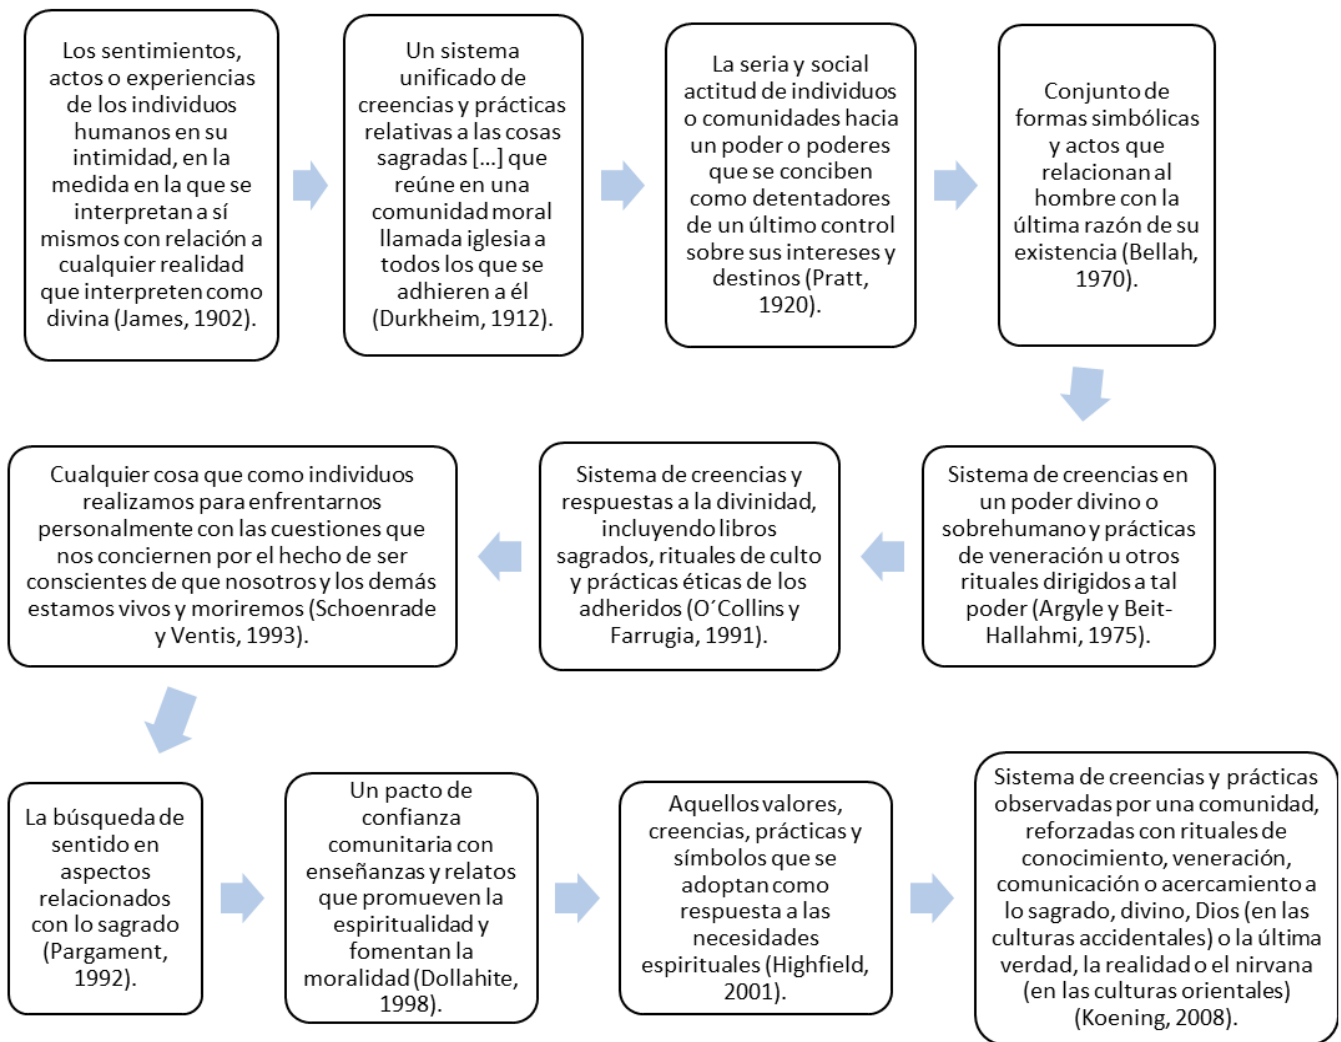 Los sentimientos,
actos o experiencias
de los individuos
humanos en su
intimidad, en la
medida en la que se
interpretan a sí
mismos con relación a
cualquier realidad
que interpreten como
divina (James, 1902).
Un sistema
unificado de
creencias y prácticas
relativas a las cosas
sagradas [...] que
reúne en una
comunidad moral
llamada iglesia a
todos los que se
adhieren a él
(Durkheim, 1912).
La seria y social
actitud de individuos
o comunidades hacia
un poder o poderes
que se conciben
como detentadores
de un último control
sobre sus intereses y
destinos (Pratt,
1920).
Conjunto de
formas simbólicas
y actos que
relacionan al
hombre con la
última razón de su
existencia (Bellah,
1970).
Sistema de creencias en
un poder divino o
sobrehumano y prácticas
de veneración u otros
rituales dirigidos a tal
poder (Argyle y Beit-
Hallahmi, 1975).
Sistema de creencias y
respuestas a la divinidad,
incluyendo libros
sagrados, rituales de culto
y prácticas éticas de los
adheridos (O´Collins y
Farrugia, 1991).
Cualquier cosa que como individuos
realizamos para enfrentarnos
personalmente con las cuestiones que
nos conciernen por el hecho de ser
conscientes de que nosotros y los demás
estamos vivos y moriremos (Schoenrade
y Ventis, 1993).
La búsqueda de
sentido en
aspectos
relacionados
con lo sagrado
(Pargament,
1992).
Un pacto de
confianza
comunitaria con
enseñanzas y relatos
que promueven la
espiritualidad y
fomentan la
moralidad (Dollahite,
1998).
Aquellos valores,
creencias, prácticas y
símbolos que se
adoptan como
respuesta a las
necesidades
espirituales (Highfield,
2001).
Sistema de creencias y prácticas
observadas por una comunidad,
reforzadas con rituales de
conocimiento, veneración,
comunicación o acercamiento a
lo sagrado, divino, Dios (en las
culturas accidentales) o la última
verdad, la realidad o el nirvana
(en las culturas orientales)
(Koening, 2008).